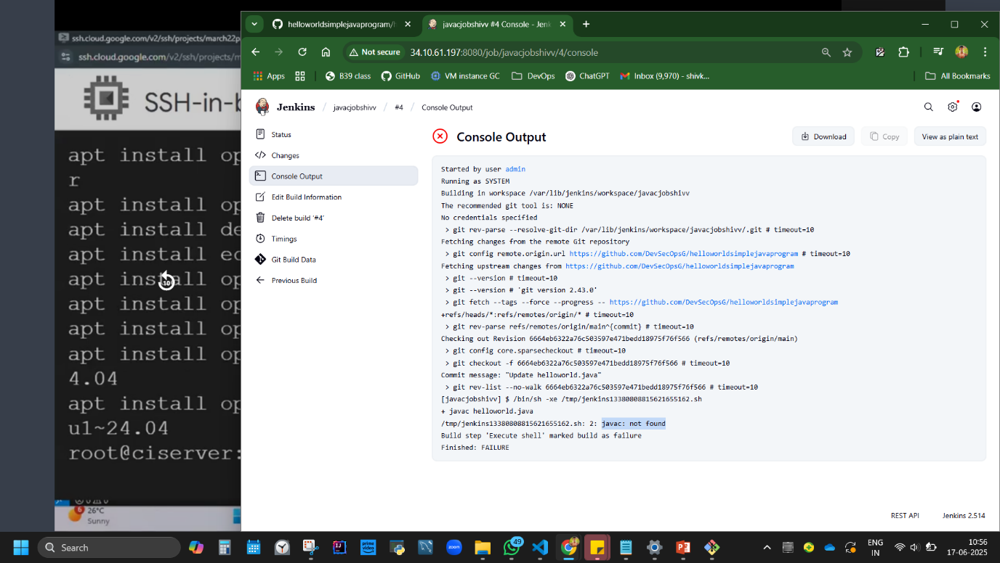 ssh.cloud.google.com/v2/ssh/projects/march22p
ssh.cloud.google.com/v2/ssh/projects/m
SSH-in-b
apt install op
r
apt install op
apt install de
apt install ec
apt install op
10
apt install op
apt install op
apt install op
4.04
apt install op
u1~24.04
root@ciserver:
6
26°C
Sunny
helloworldsimplejavaprogram/h
javacjobshivv #4 Console - Jenk
Not secure 34.10.61.197:8080/job/javacjobshivv/4/console
Apps B39 class GitHub VM instance GC DevOps ChatGPT Inbox (9,970) - shivk... All Bookmarks
Jenkins / javacjobshivv / #4 / Console Output
Status
Changes
Console Output
Edit Build Information
Delete build '#4'
Timings
Git Build Data
Previous Build
Console Output
Download Copy View as plain text
Started by user admin
Running as SYSTEM
Building in workspace /var/lib/jenkins/workspace/javacjobshivv
The recommended git tool is: NONE
No credentials specified
> git rev-parse --resolve-git-dir /var/lib/jenkins/workspace/javacjobshivv/.git # timeout=10
Fetching changes from the remote Git repository
> git config remote.origin.url https://github.com/DevSecOpsG/helloworldsimplejavaprogram # timeout=10
Fetching upstream changes from https://github.com/DevSecOpsG/helloworldsimplejavaprogram
> git --version # timeout=10
> git --version # 'git version 2.43.0'
> git fetch --tags --force --progress -- https://github.com/DevSecOpsG/helloworldsimplejavaprogram
+refs/heads/*:refs/remotes/origin/* # timeout=10
> git rev-parse refs/remotes/origin/main^{commit} # timeout=10
Checking out Revision 6664eb6322a76c503597e471bedd18975f76f566 (refs/remotes/origin/main)
> git config core.sparsecheckout # timeout=10
> git checkout -f 6664eb6322a76c503597e471bedd18975f76f566 # timeout=10
Commit message: "Update helloworld.java"
> git rev-list --no-walk 6664eb6322a76c503597e471bedd18975f76f566 # timeout=10
[javacjobshivv] $ /bin/sh -xe /tmp/jenkins13380808815621655162.sh
+ javac helloworld.java
/tmp/jenkins13380808815621655162.sh: 2: javac: not found
Build step 'Execute shell' marked build as failure
Finished: FAILURE
REST API Jenkins 2.514
Search
zoom
49
ENG
IN
10:56
17-06-2025